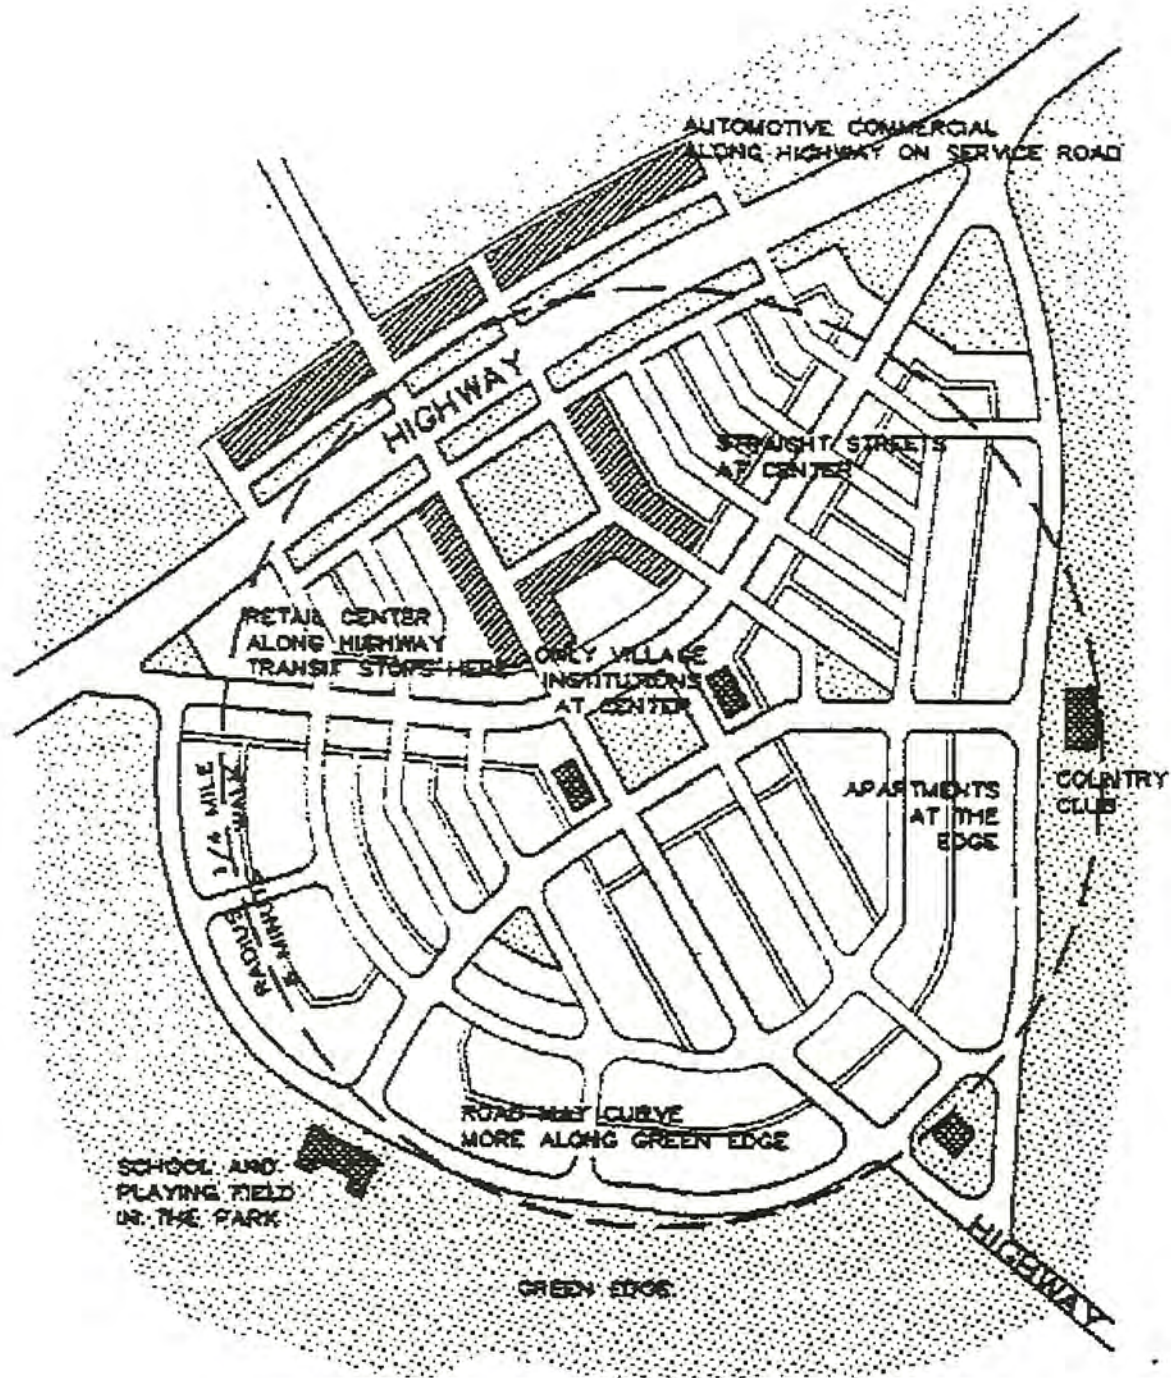 AUTOMOTIVE COMMERCIAL
ALONG HIGHWAY ON SERVICE ROAD
HIGHWAY
STRAIGHT STREETS
AT CENTER
RETAIL CENTER
ALONG HIGHWAY
TRANSIT STOPS HERE
ONLY VILLAGE
INSTITUTIONS
AT CENTER
1/4 MILE
WALK
RADIUS
5 MINUTE
APARTMENTS
AT THE
EDGE
COUNTRY
CLUB
ROAD MAY CURVE
MORE ALONG GREEN EDGE
SCHOOL AND
PLAYING FIELD
IN THE PARK
GREEN EDGE
HIGHWAY